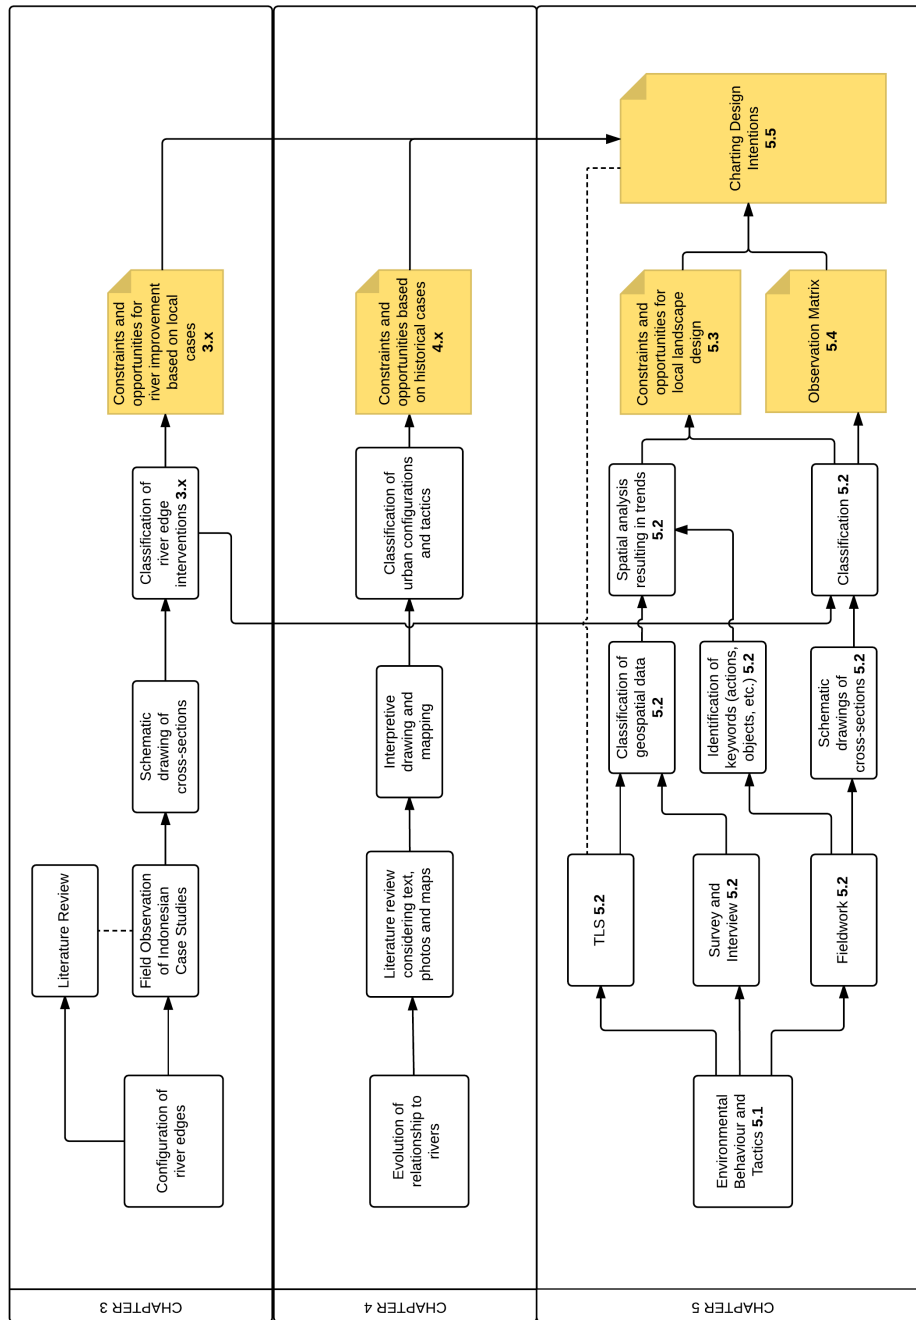 CHAPTER 3
Configuration of
river edges
Literature Review
Field Observation
of Indonesian
Case Studies
Schematic
drawing of
cross-sections
Classification of
river edge
interventions 3.x
Constraints and
opportunities for
river improvement
based on local
cases
3.x
CHAPTER 4
Evolution of
relationship to
rivers
Literature review
considering text,
photos and maps
Interpretive
drawing and
mapping
Classification of
urban configurations
and tactics
Constraints and
opportunities based
on historical cases
4.x
CHAPTER 5
Environmental
Behaviour and
Tactics 5.1
TLS 5.2
Survey and
Interview 5.2
Fieldwork 5.2
Classification of
geospatial data
5.2
Identification of
keywords (actions,
objects, etc.) 5.2
Schematic
drawings of
cross-sections 5.2
Spatial analysis
resulting in trends
5.2
Classification 5.2
Constraints and
opportunities for
local landscape
design
5.3
Observation Matrix
5.4
Charting Design
Intentions
5.5